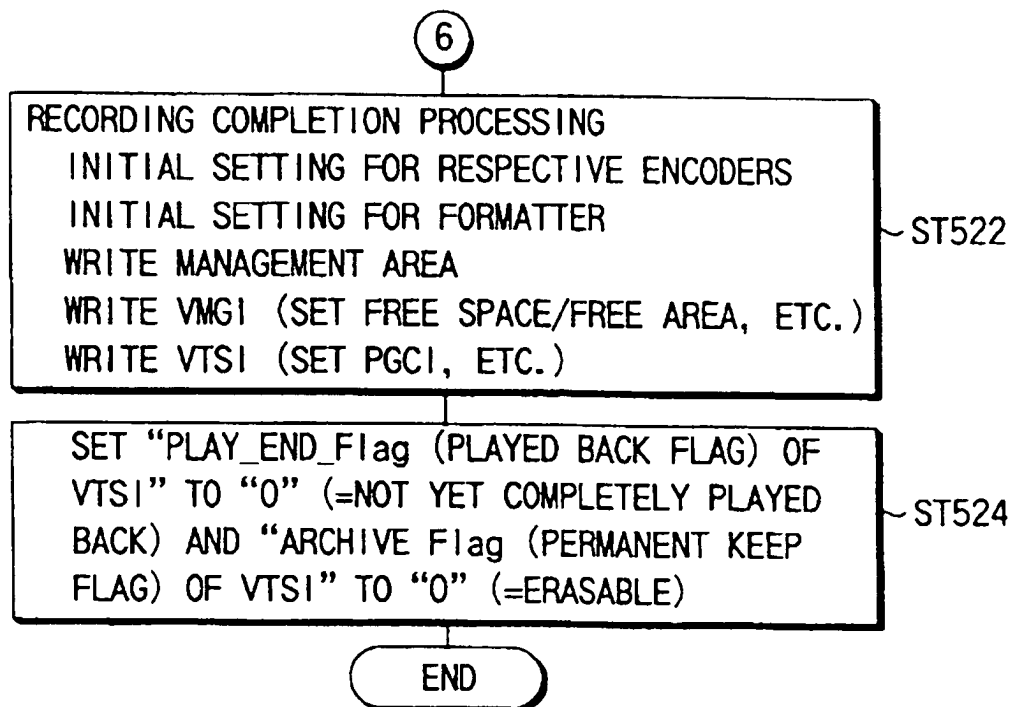 6
RECORDING COMPLETION PROCESSING
INITIAL SETTING FOR RESPECTIVE ENCODERS
INITIAL SETTING FOR FORMATTER
WRITE MANAGEMENT AREA
WRITE VMGI (SET FREE SPACE/FREE AREA, ETC.)
WRITE VTSI (SET PGCI, ETC.)
ST522
SET “PLAY_END_Flag (PLAYED BACK FLAG) OF
VTSI” TO “0” (=NOT YET COMPLETELY PLAYED
BACK) AND “ARCHIVE Flag (PERMANENT KEEP
FLAG) OF VTSI” TO “0” (=ERASABLE)
ST524
END